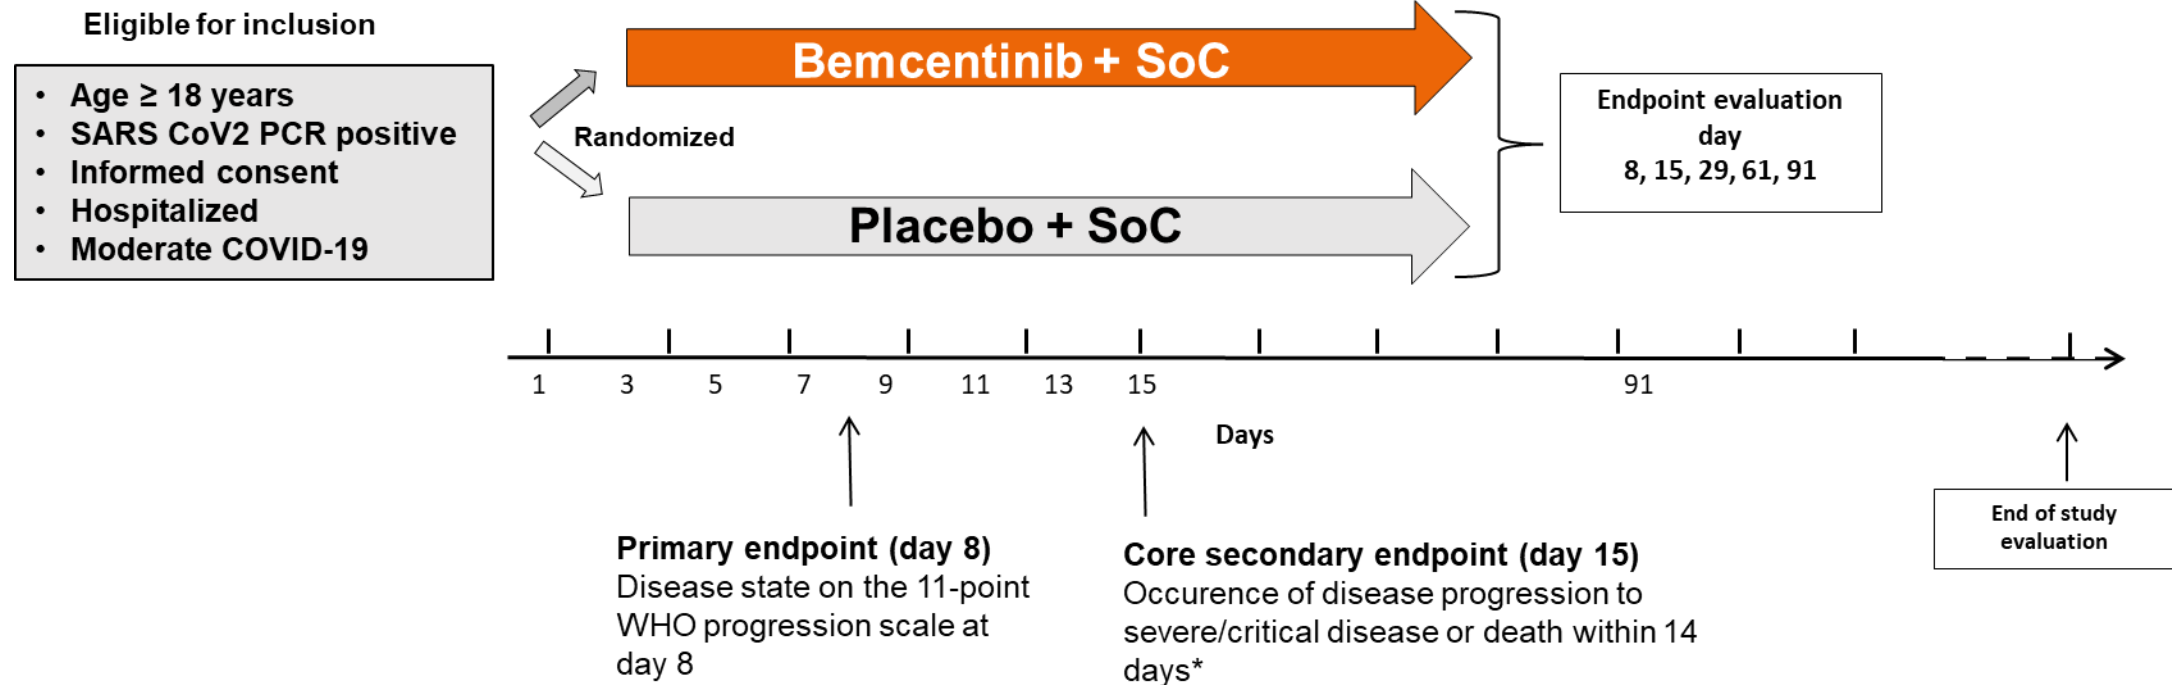 Eligible for inclusion
• Age ≥ 18 years
• SARS CoV2 PCR positive
• Informed consent
• Hospitalized
• Moderate COVID-19
Randomized
Bemcentinib + SoC
Placebo + SoC
Endpoint evaluation
day
8, 15, 29, 61, 91
1 3 5 7 9 11 13 15 91
Days
Primary endpoint (day 8)
Disease state on the 11-point
WHO progression scale at
day 8
Core secondary endpoint (day 15)
Occurence of disease progression to
severe/critical disease or death within 14
days*
End of study
evaluation